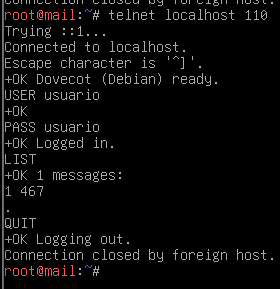 Connection closed by foreign host.
root@mail:~# telnet localhost 110
Trying ::1...
Connected to localhost.
Escape character is '^]'.
+OK Dovecot (Debian) ready.
USER usuario
+OK
PASS usuario
+OK Logged in.
LIST
+OK 1 messages:
1 467
.
QUIT
+OK Logging out.
Connection closed by foreign host.
root@mail:~#